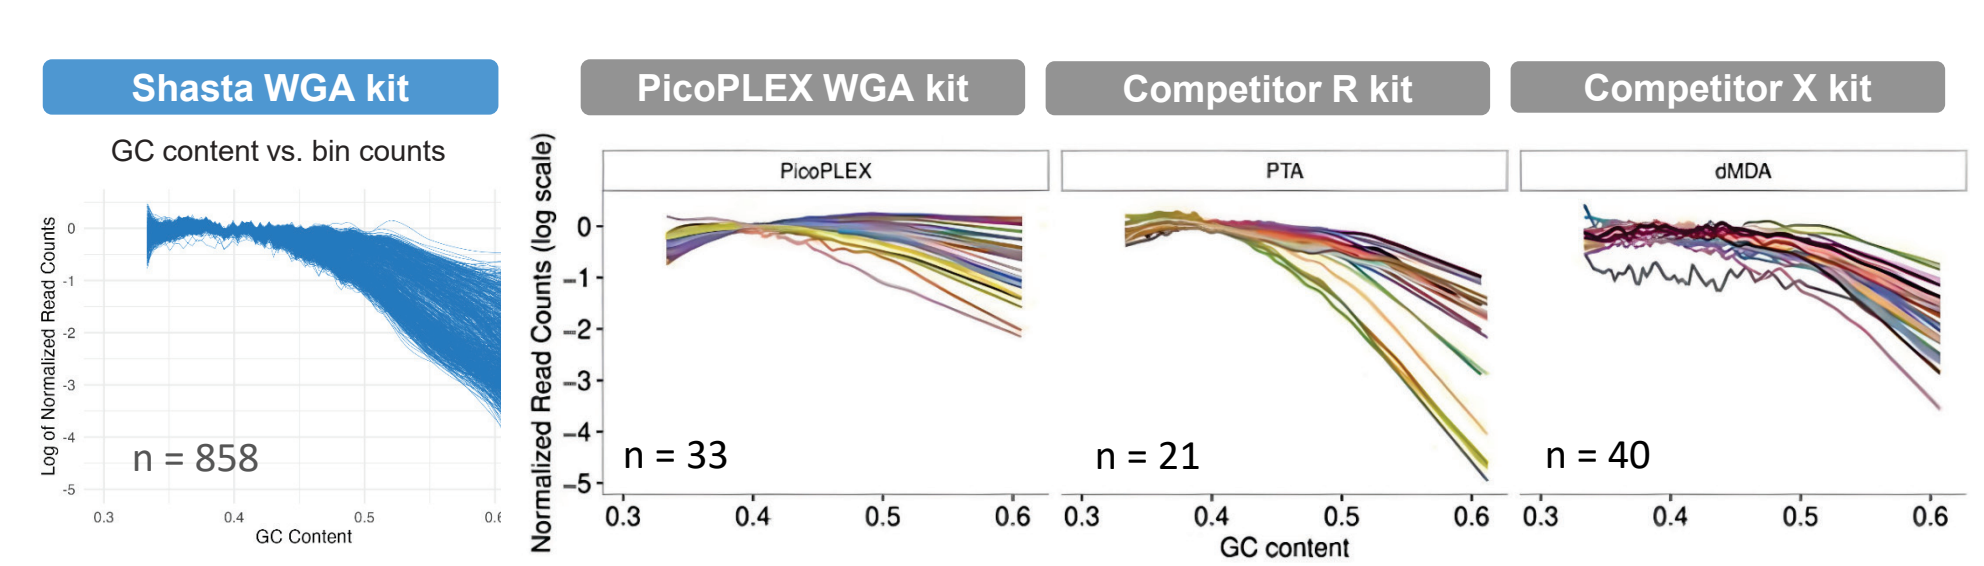 Shasta WGA kit
PicoPLEX WGA kit
Competitor R kit
Competitor X kit
GC content vs. bin counts
Log of Normalized Read Counts
0
-1
-2
-3
-4
-5
n = 858
0.3
0.4
0.5
0.6
GC Content
Normalized Read Counts (log scale)
PicoPLEX
PTA
dMDA
0
−1
−2
−3
−4
−5
n = 33
n = 21
n = 40
0.3
0.4
0.5
0.6
0.3
0.4
0.5
0.6
0.3
0.4
0.5
0.6
GC content